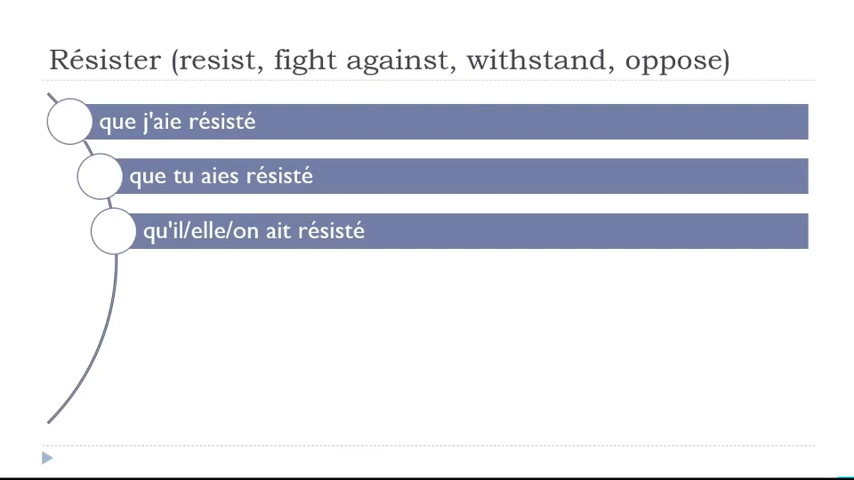 Résister (resist, fight against, withstand, oppose)
que j'aie résisté
que tu aies résisté
qu'il/elle/on ait résisté